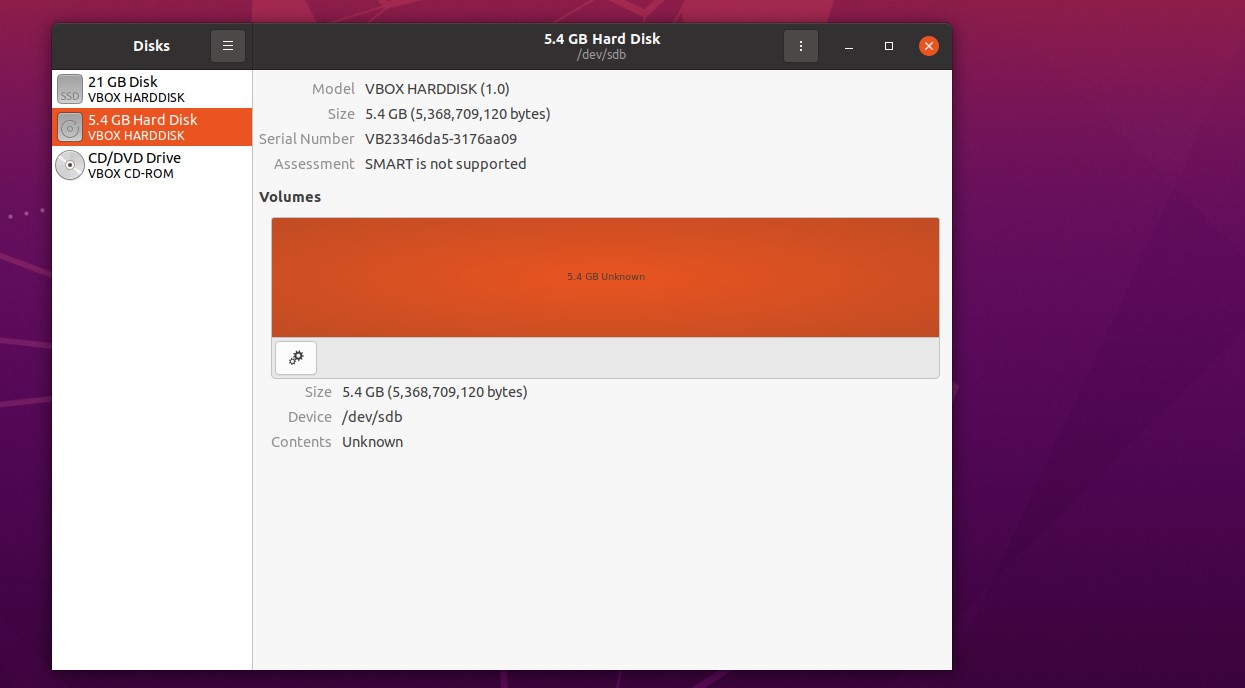 Disks
5.4 GB Hard Disk
/dev/sdb
SSD
21 GB Disk
VBOX HARDDISK
5.4 GB Hard Disk
VBOX HARDDISK
CD/DVD Drive
VBOX CD-ROM
Model VBOX HARDDISK (1.0)
Size 5.4 GB (5,368,709,120 bytes)
Serial Number VB23346da5-3176aa09
Assessment SMART is not supported
Volumes
5.4 GB Unknown
Size 5.4 GB (5,368,709,120 bytes)
Device /dev/sdb
Contents Unknown